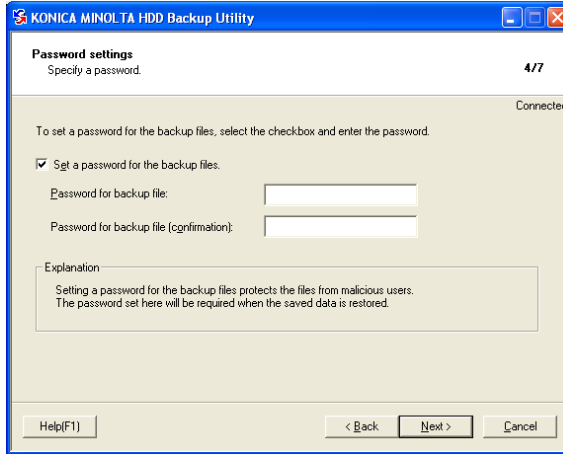 KONICA MINOLTA HDD Backup Utility
Password settings
Specify a password.
4/7
Connected
To set a password for the backup files, select the checkbox and enter the password.
Set a password for the backup files.
Password for backup file:
Password for backup file (confirmation):
Explanation
Setting a password for the backup files protects the files from malicious users.
The password set here will be required when the saved data is restored.
Help(F1)
< Back
Next >
Cancel